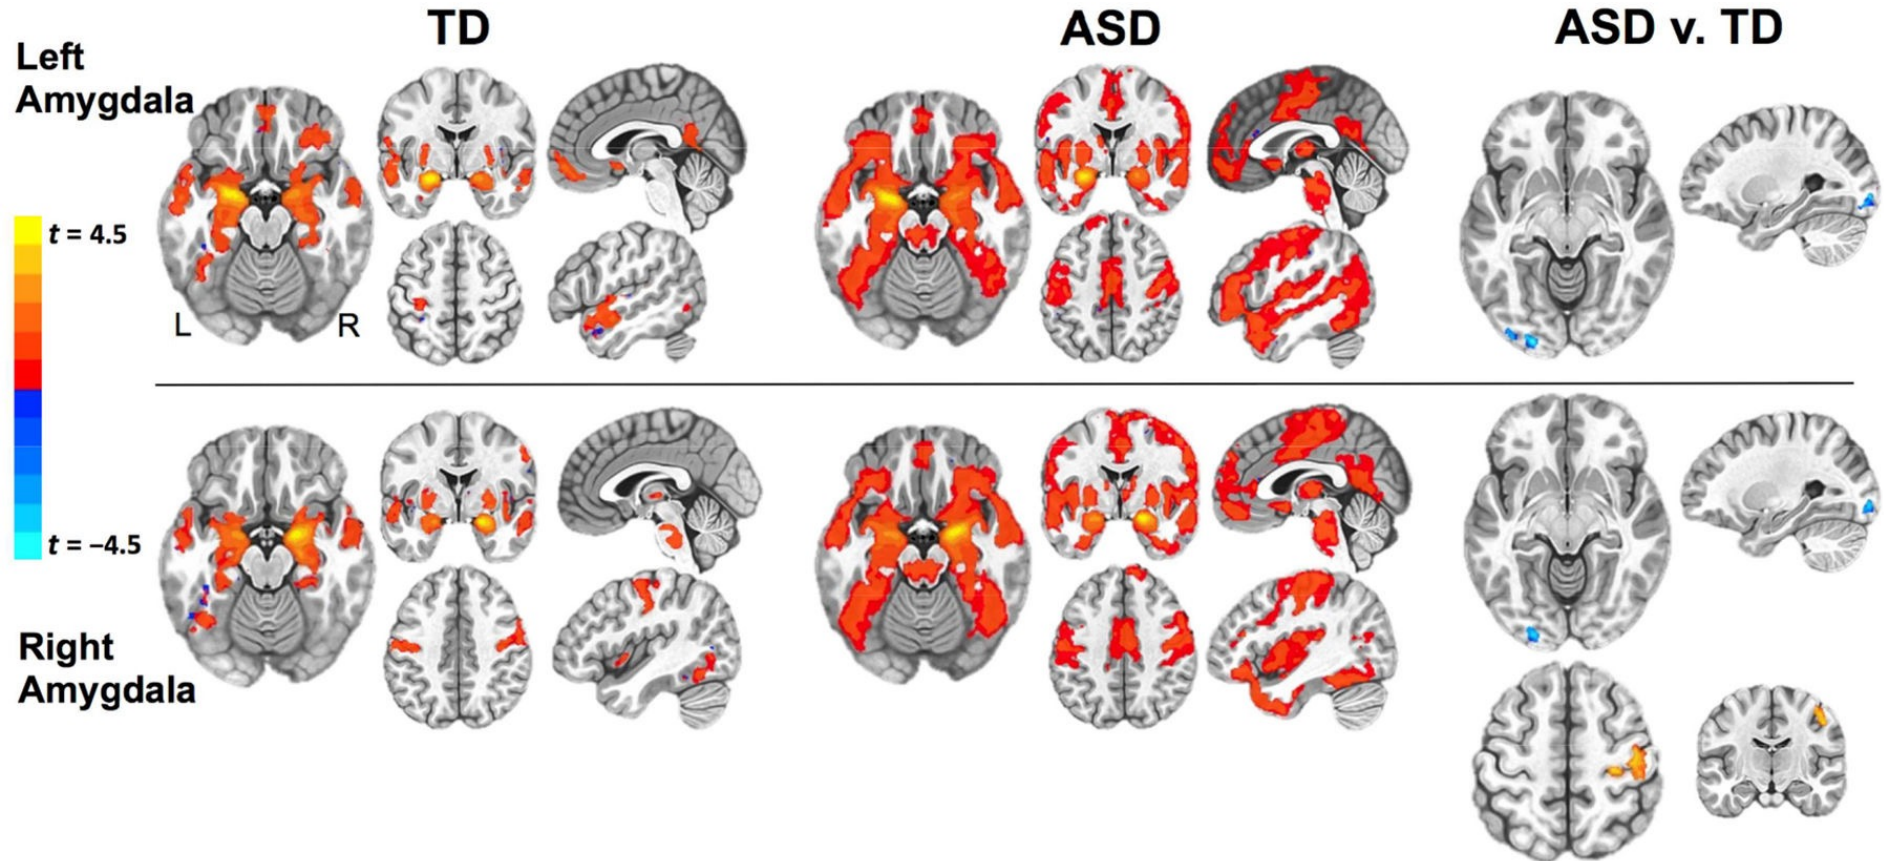 TD
ASD
ASD v. TD
Left
Amygdala
t = 4.5
L
R
t = −4.5
Right
Amygdala